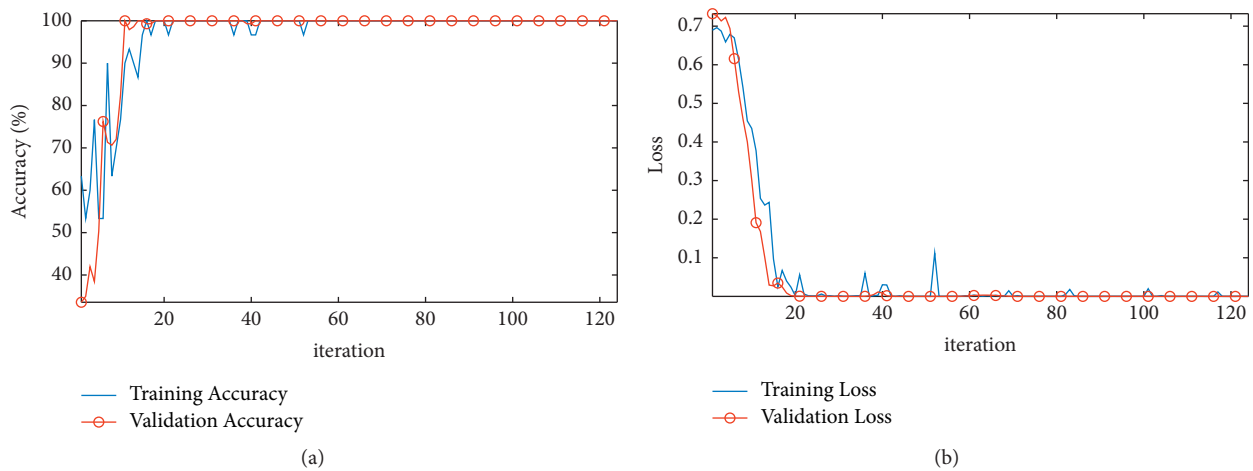 100
90
80
70
60
50
40
Accuracy (%)
20 40 60 80 100 120
iteration
Training Accuracy
Validation Accuracy
(a)
0.7
0.6
0.5
0.4
0.3
0.2
0.1
Loss
20 40 60 80 100 120
iteration
Training Loss
Validation Loss
(b)